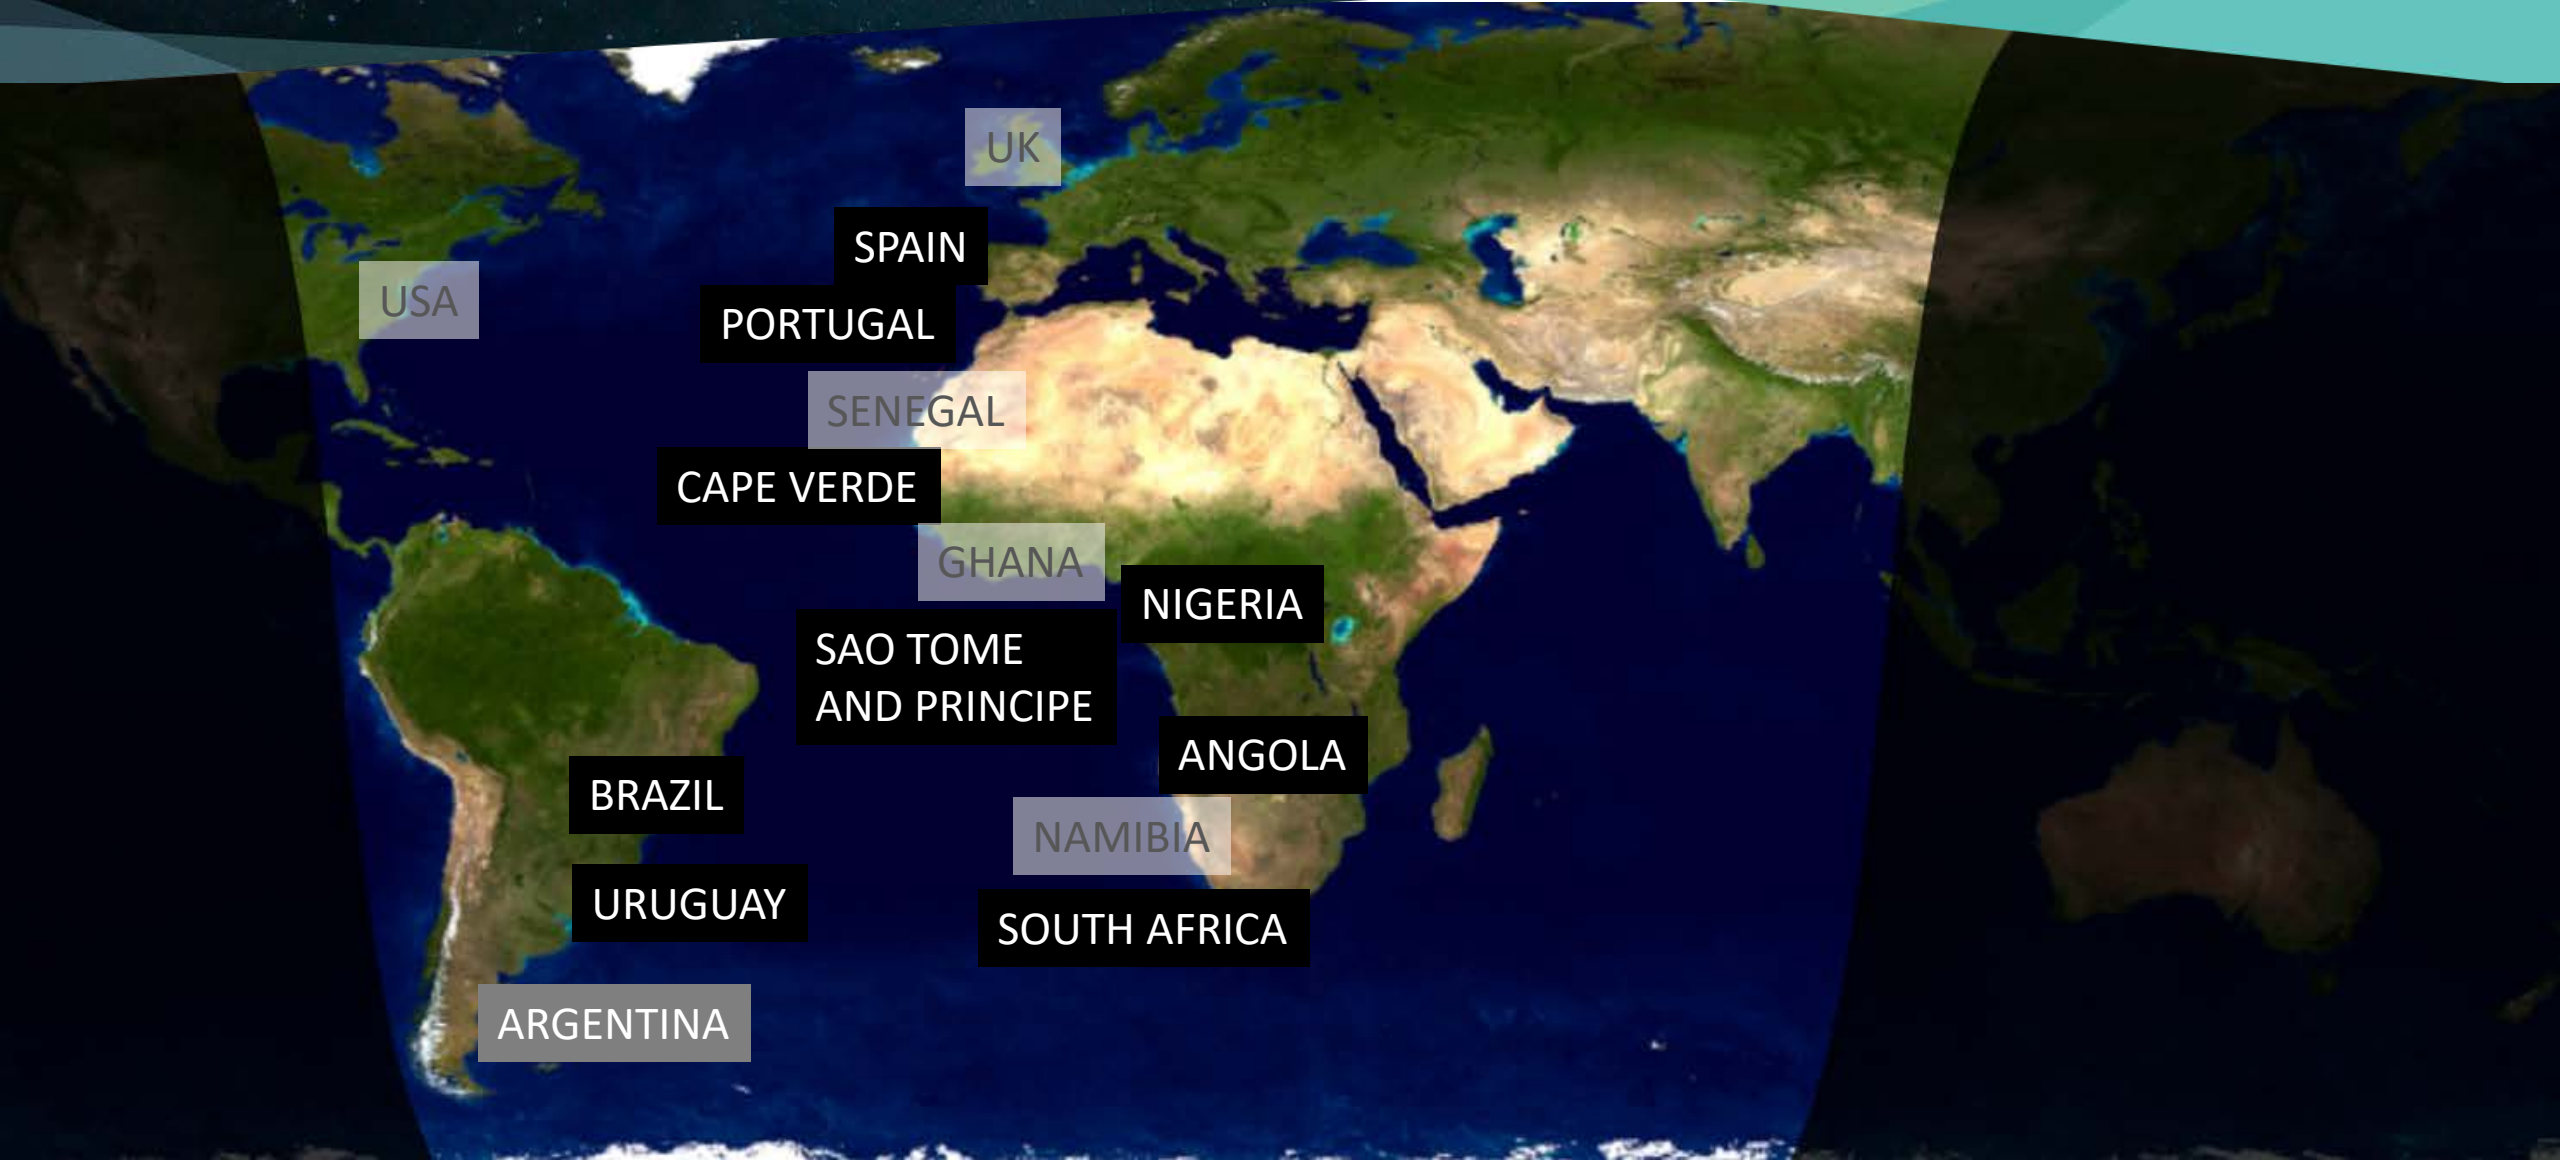 UK
SPAIN
USA
PORTUGAL
SENEGAL
CAPE VERDE
GHANA
NIGERIA
SAO TOME
AND PRINCIPE
ANGOLA
BRAZIL
NAMIBIA
URUGUAY
SOUTH AFRICA
ARGENTINA